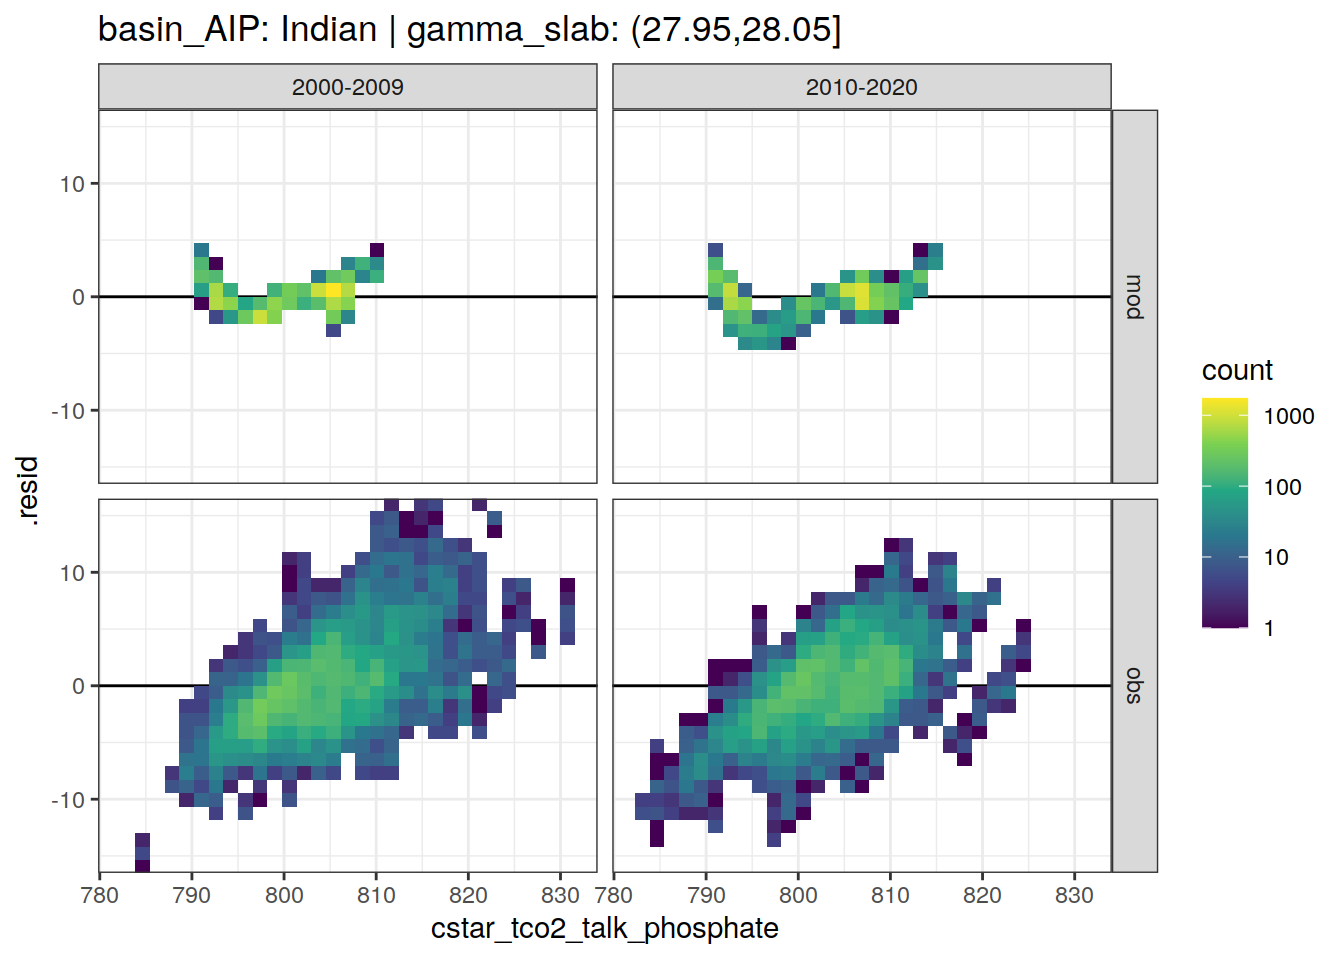 basin_AIP: Indian | gamma_slab: (27.95,28.05]
2000-2009
2010-2020
10
0
-10
mod
10
0
-10
obs
.resid
780 790 800 810 820 830 780 790 800 810 820 830
cstar_tco2_talk_phosphate
count
1000
100
10
1